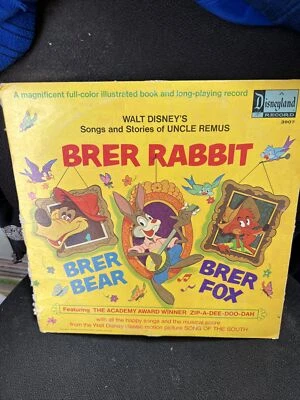 A magnificent full-color illustrated book and long-playing record
A
Disneyland
RECORD
3907
WALT DISNEY'S
Songs and Stories of UNCLE REMUS
BRER RABBIT
BRER
BEAR
BRER
FOX
Featuring THE ACADEMY AWARD WINNER ZIP-A-DEE-DOO-DAH
with all the happy songs and the musical score
from the Walt Disney Classic motion picture SONG OF THE SOUTH